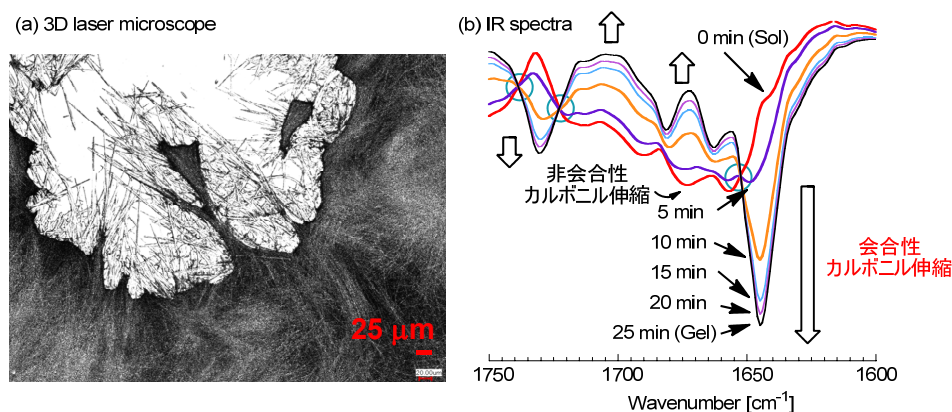 (a) 3D laser microscope
25 μm
20.00μm
(b) IR spectra
0 min (Sol)
非会合性
カルボニル伸縮
5 min
10 min
15 min
20 min
25 min (Gel)
会合性
カルボニル伸縮
1750
1700
1650
1600
Wavenumber [cm⁻¹]